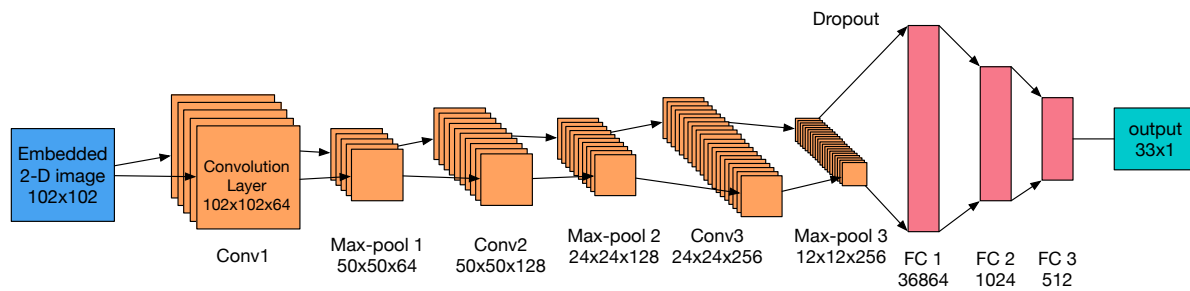 Embedded
2-D image
102x102
Convolution
Layer
102x102x64
Conv1
Max-pool 1
50x50x64
Conv2
50x50x128
Max-pool 2
24x24x128
Conv3
24x24x256
Max-pool 3
12x12x256
Dropout
FC 1
36864
FC 2
1024
FC 3
512
output
33x1